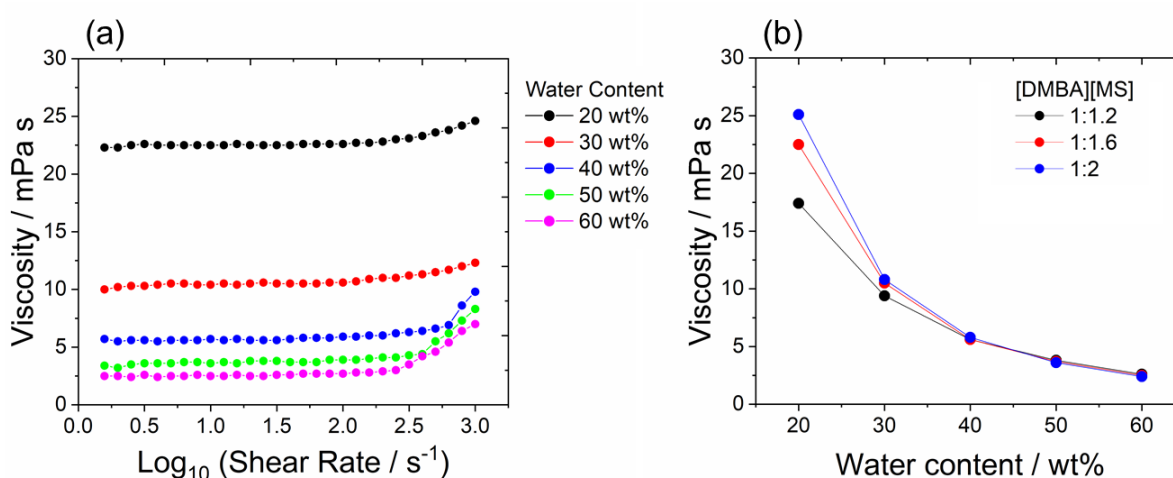 (a)
30
25
20
15
10
5
0
0.0 0.5 1.0 1.5 2.0 2.5 3.0
Viscosity / mPa s
Log10 (Shear Rate / s-1)
Water Content
20 wt%
30 wt%
40 wt%
50 wt%
60 wt%
(b)
30
25
20
15
10
5
0
20 30 40 50 60
Viscosity / mPa s
Water content / wt%
[DMBA][MS]
1:1.2
1:1.6
1:2